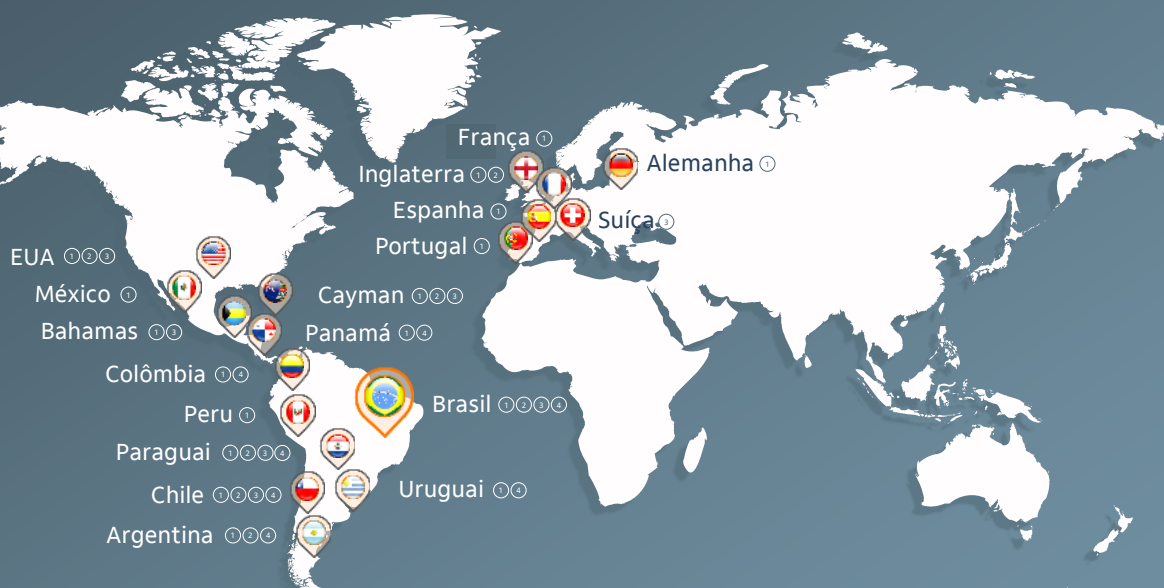 França ①
Alemanha ①
Inglaterra ①②
Espanha ①
Suíça ③
Portugal ①
EUA ①②③
México ①
Cayman ①②③
Bahamas ①③
Panamá ①④
Colômbia ①④
Brasil ①②③④
Peru ①
Paraguai ①②③④
Uruguai ①④
Chile ①②③④
Argentina ①②④